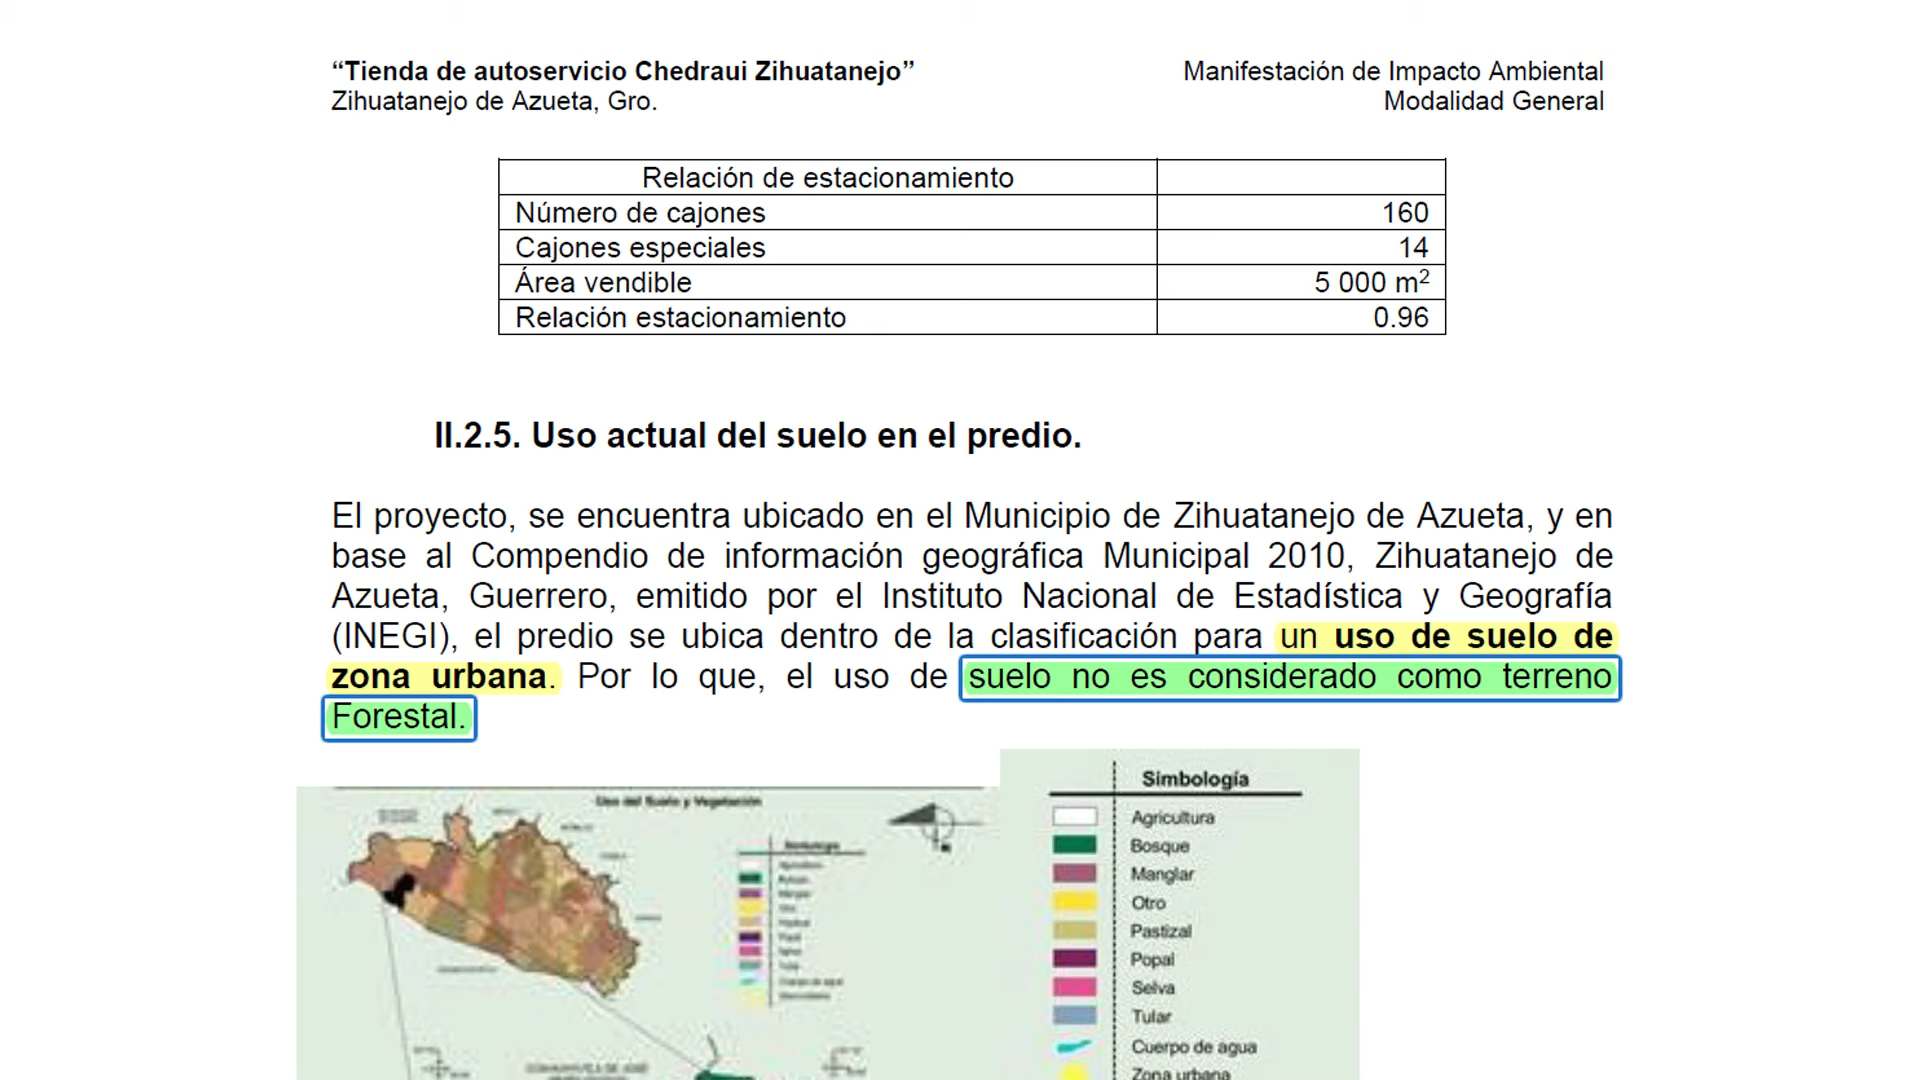 “Tienda de autoservicio Chedraui Zihuatanejo”
Zihuatanejo de Azueta, Gro.
Manifestación de Impacto Ambiental
Modalidad General
Relación de estacionamiento
Número de cajones 160
Cajones especiales 14
Área vendible 5 000 m²
Relación estacionamiento 0.96
II.2.5. Uso actual del suelo en el predio.
El proyecto, se encuentra ubicado en el Municipio de Zihuatanejo de Azueta, y en
base al Compendio de información geográfica Municipal 2010, Zihuatanejo de
Azueta, Guerrero, emitido por el Instituto Nacional de Estadística y Geografía
(INEGI), el predio se ubica dentro de la clasificación para un uso de suelo de
zona urbana. Por lo que, el uso de suelo no es considerado como terreno
Forestal.
Uso del Suelo y Vegetación
Simbología
Simbología
Agricultura
Bosque
Manglar
Otro
Pastizal
Popal
Selva
Tular
Cuerpo de agua
Zona urbana